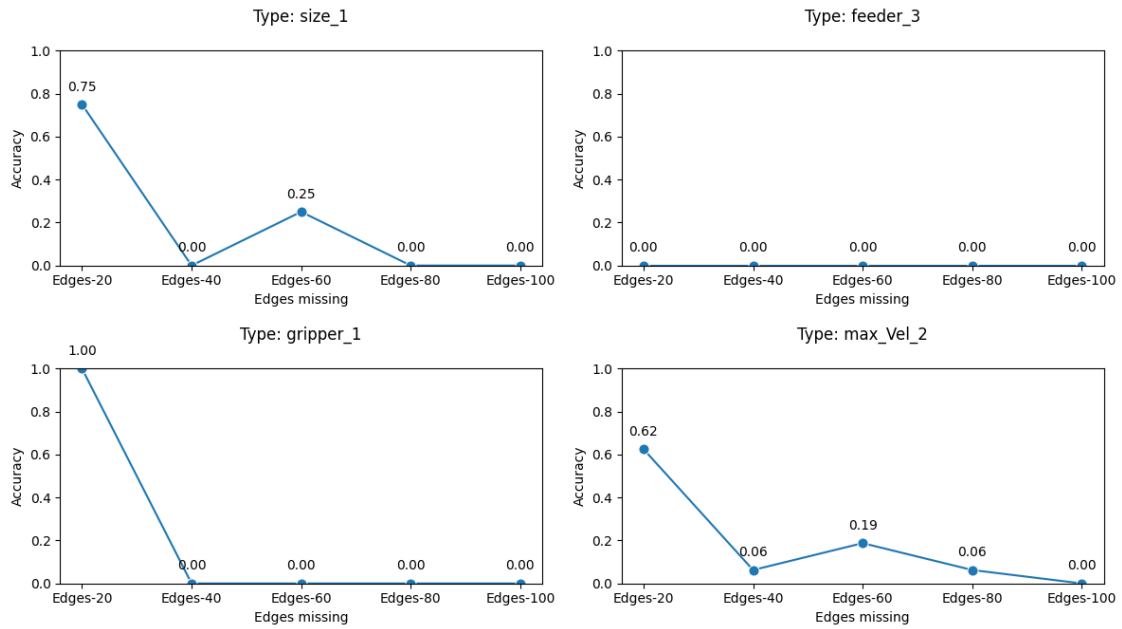 Type: size_1
1.0
0.8
0.6
0.4
0.2
0.0
Accuracy
0.75
0.00
0.25
0.00
0.00
Edges-20 Edges-40 Edges-60 Edges-80 Edges-100
Edges missing
Type: feeder_3
1.0
0.8
0.6
0.4
0.2
0.0
Accuracy
0.00 0.00 0.00 0.00 0.00
Edges-20 Edges-40 Edges-60 Edges-80 Edges-100
Edges missing
Type: gripper_1
1.0
0.8
0.6
0.4
0.2
0.0
Accuracy
1.00
0.00 0.00 0.00 0.00
Edges-20 Edges-40 Edges-60 Edges-80 Edges-100
Edges missing
Type: max_Vel_2
1.0
0.8
0.6
0.4
0.2
0.0
Accuracy
0.62
0.06
0.19
0.06
0.00
Edges-20 Edges-40 Edges-60 Edges-80 Edges-100
Edges missing